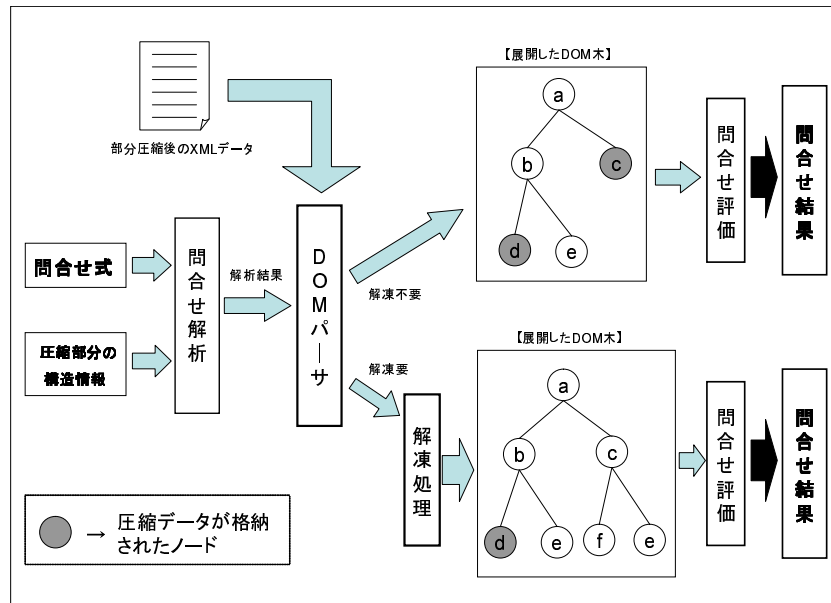 部分圧縮後のXMLデータ
問合せ式
圧縮部分の
構造情報
問合せ解析
解析結果
DOMパーサ
解凍不要
解凍要
【展開したDOM木】
a
b
c
d
e
問合せ評価
問合せ結果
解凍処理
【展開したDOM木】
a
b
c
d
e
f
e
問合せ評価
問合せ結果
→ 圧縮データが格納
されたノード